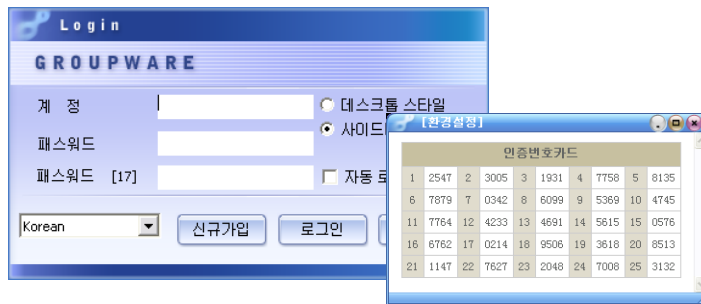 Login
GROUPWARE
계 정
데스크톱 스타일
사이드
패스워드
패스워드 [17]
자동 로
Korean
신규가입
로그인
[환경설정]
인증번호카드
1 2547 2 3005 3 1931 4 7758 5 8135
6 7879 7 0342 8 6099 9 5369 10 4745
11 7764 12 4233 13 4691 14 5615 15 0576
16 6762 17 0214 18 9506 19 3618 20 8513
21 1147 22 7627 23 2048 24 7008 25 3132